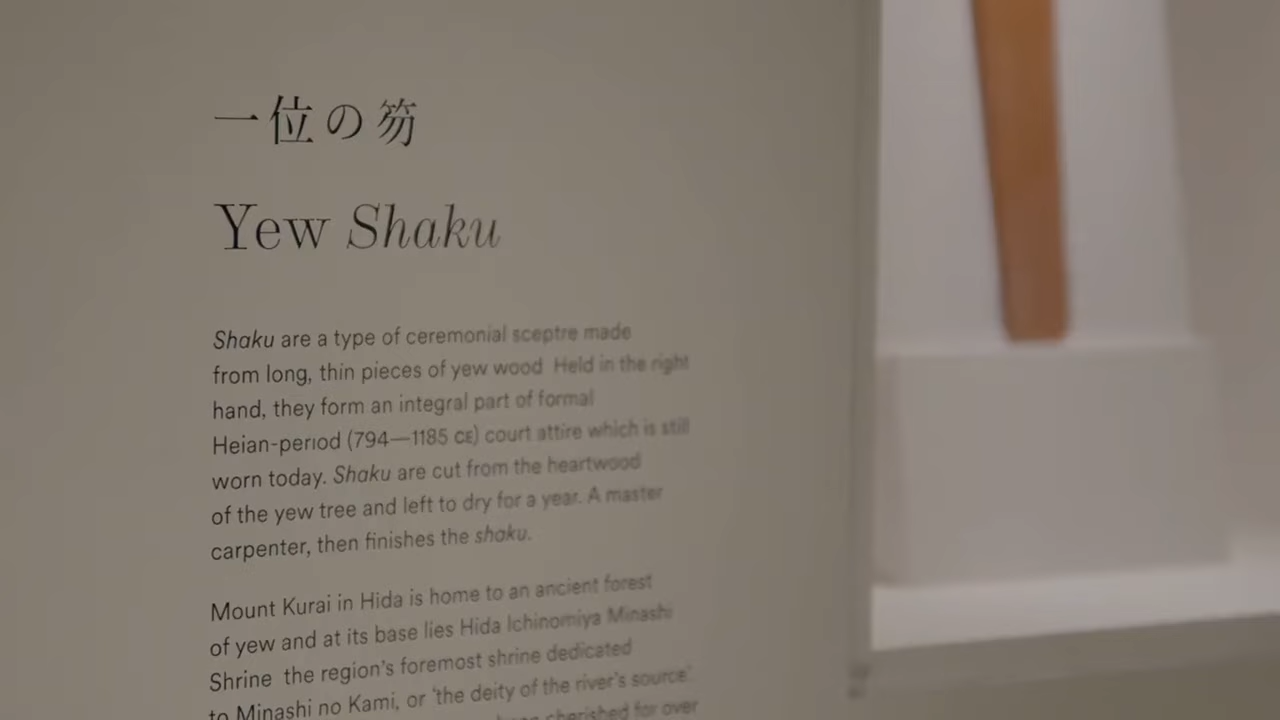 一位の笏
Yew Shaku
Shaku are a type of ceremonial sceptre made
from long, thin pieces of yew wood Held in the right
hand, they form an integral part of formal
Heian-period (794—1185 CE) court attire which is still
worn today. Shaku are cut from the heartwood
of the yew tree and left to dry for a year. A master
carpenter, then finishes the shaku.
Mount Kurai in Hida is home to an ancient forest
of yew and at its base lies Hida Ichinomiya Minashi
Shrine the region's foremost shrine dedicated
to Minashi no Kami, or 'the deity of the river's source'
cherished for over